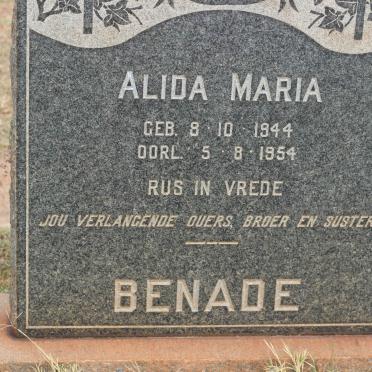 ALIDA MARIA
GEB. 8·10·1944
OORL. 5·8·1954
RUS IN VREDE
JOU VERLANGENDE OUERS, BROER EN SUSTER
BENADE